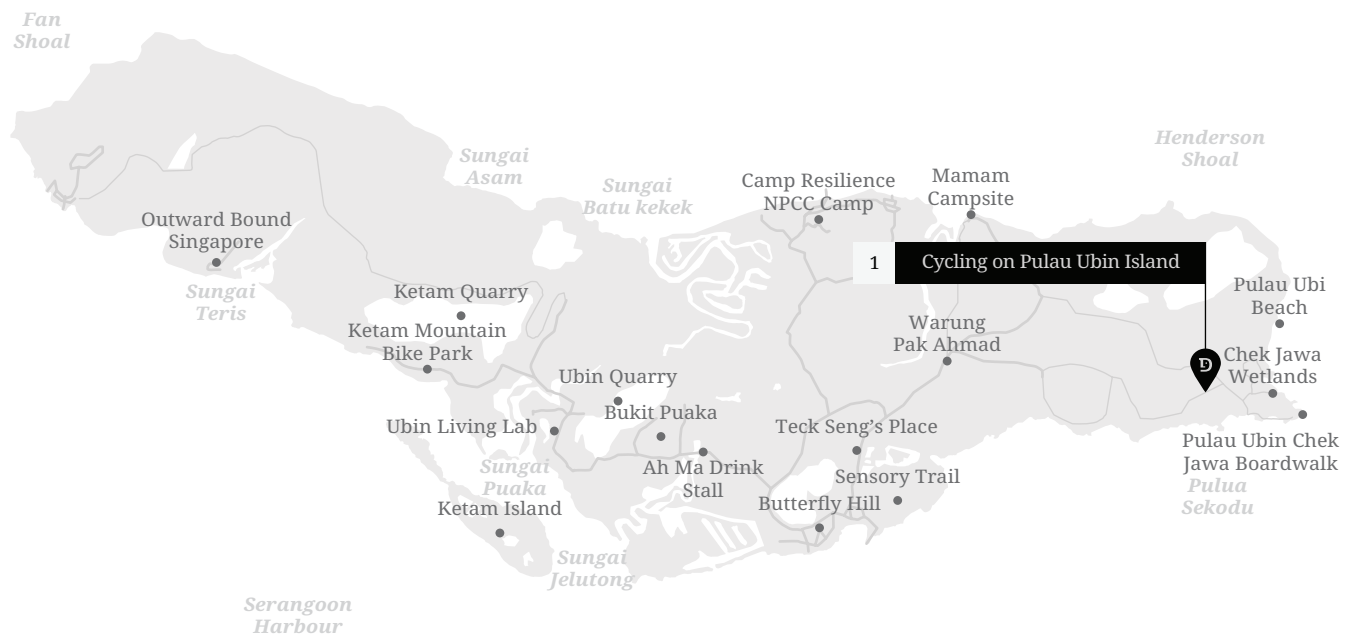 Fan
Shoal
Henderson
Shoal
Sungai
Asam
Sungai
Batu kekek
Camp Resilience
NPCC Camp
Mamam
Campsite
Outward Bound
Singapore
1
Cycling on Pulau Ubin Island
Sungai
Teris
Ketam Quarry
Pulau Ubi
Beach
Ketam Mountain
Bike Park
Warung
Pak Ahmad
D
Chek Jawa
Wetlands
Ubin Quarry
Bukit Puaka
Ubin Living Lab
Teck Seng’s Place
Pulau Ubin Chek
Jawa Boardwalk
Sungai
Puaka
Ah Ma Drink
Stall
Sensory Trail
Pulua
Sekodu
Ketam Island
Butterfly Hill
Sungai
Jelutong
Serangoon
Harbour